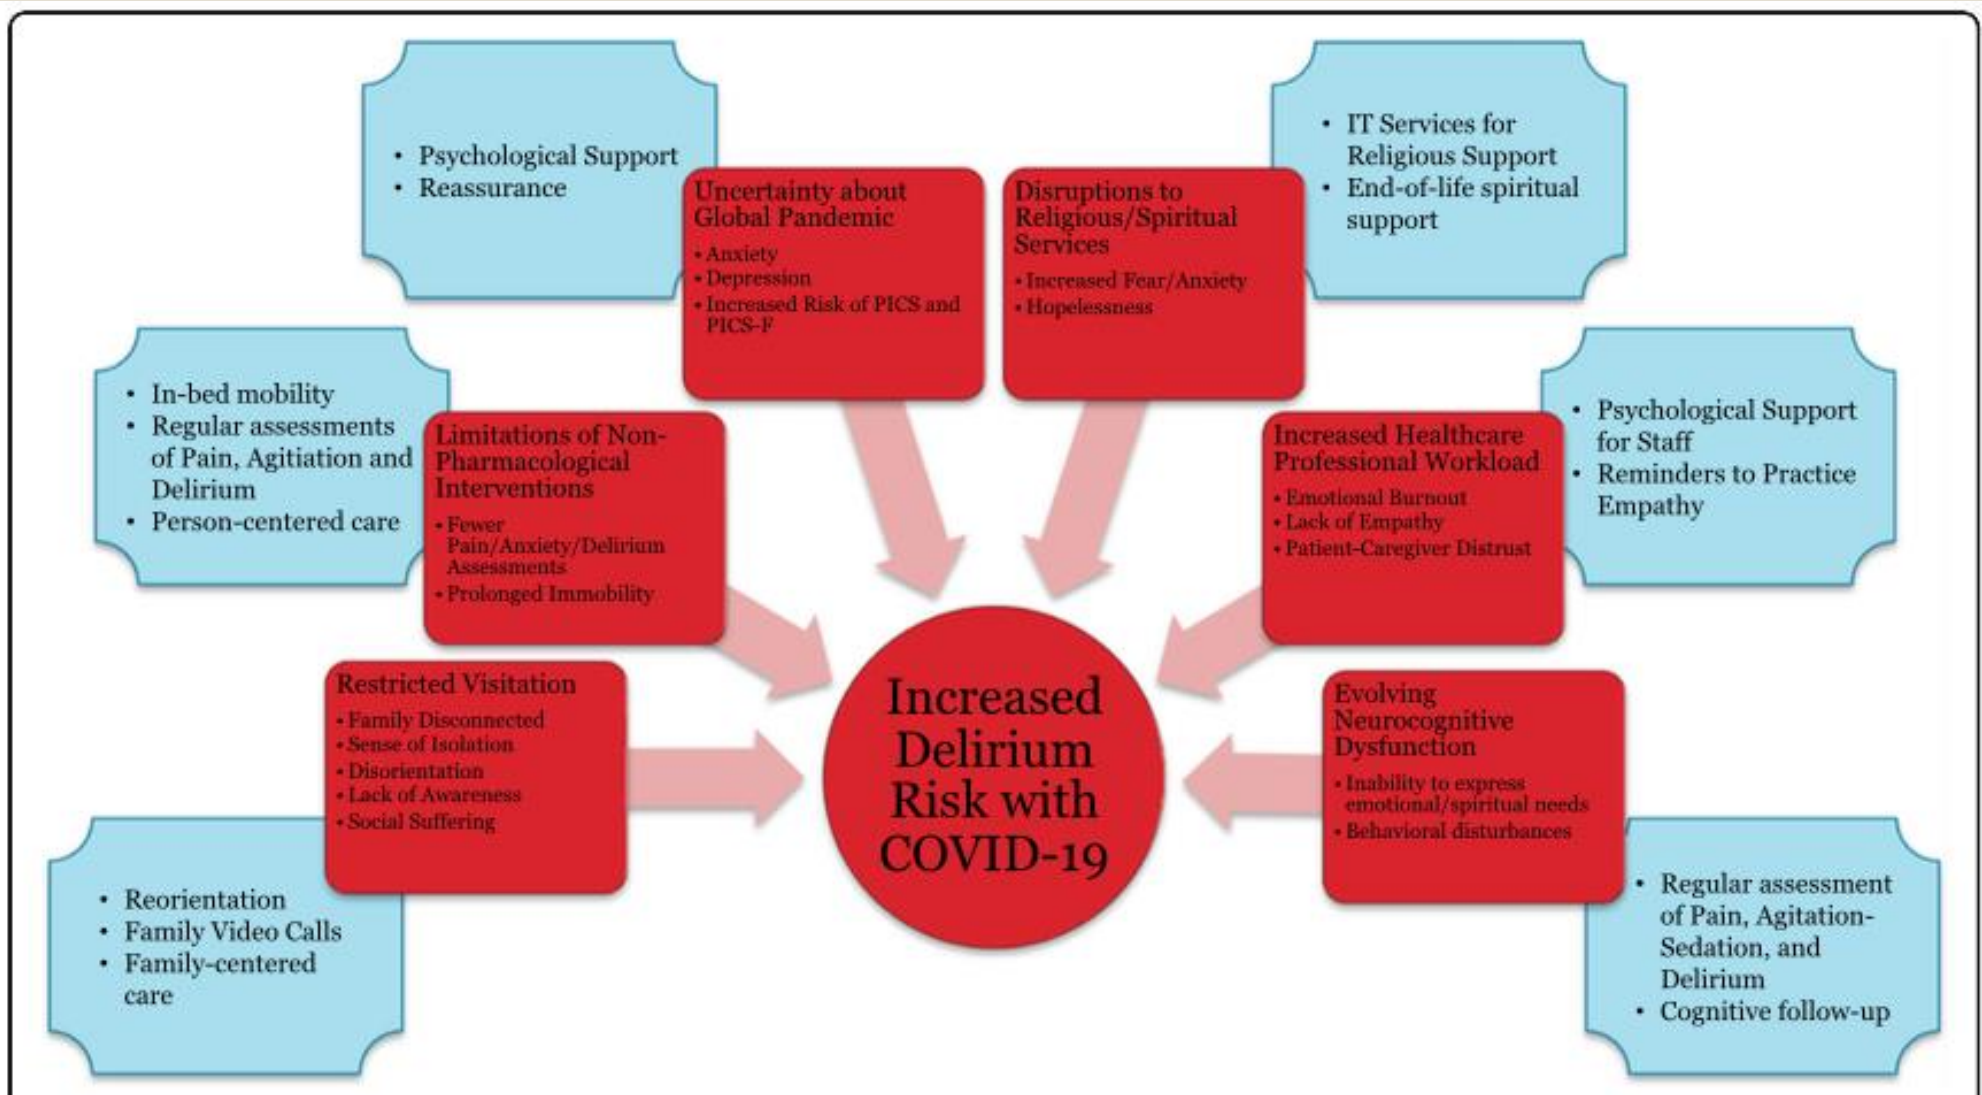 • Psychological Support
• Reassurance
Uncertainty about
Global Pandemic
• Anxiety
• Depression
• Increased Risk of PICS and
PICS-F
Disruptions to
Religious/Spiritual
Services
• Increased Fear/Anxiety
• Hopelessness
• IT Services for
Religious Support
• End-of-life spiritual
support
• In-bed mobility
• Regular assessments
of Pain, Agitiation and
Delirium
• Person-centered care
Limitations of Non-
Pharmacological
Interventions
• Fewer
Pain/Anxiety/Delirium
Assessments
• Prolonged Immobility
Increased Healthcare
Professional Workload
• Emotional Burnout
• Lack of Empathy
• Patient-Caregiver Distrust
• Psychological Support
for Staff
• Reminders to Practice
Empathy
Restricted Visitation
• Family Disconnected
• Sense of Isolation
• Disorientation
• Lack of Awareness
• Social Suffering
• Reorientation
• Family Video Calls
• Family-centered
care
Increased
Delirium
Risk with
COVID-19
Evolving
Neurocognitive
Dysfunction
• Inability to express
emotional/spiritual needs
• Behavioral disturbances
• Regular assessment
of Pain, Agitation-
Sedation, and
Delirium
• Cognitive follow-up